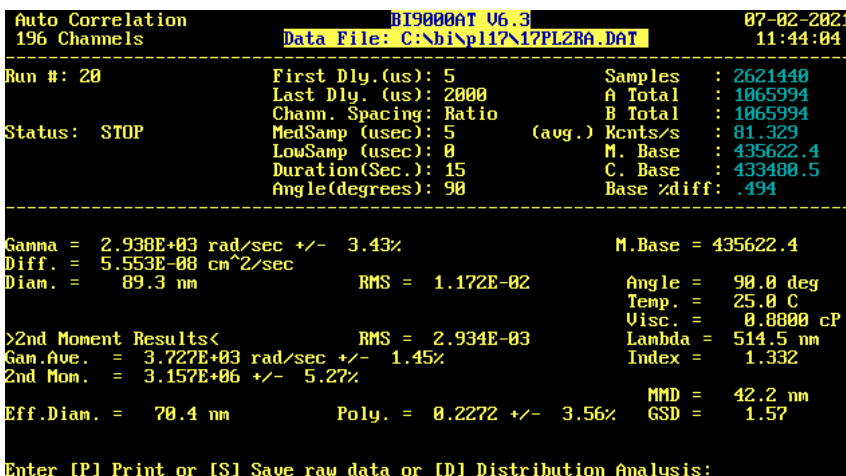 Auto Correlation BI9000AT V6.3 07-02-2021
196 Channels Data File: C:\bi\pl17\17PL2RA.DAT 11:44:04
Run #: 20 First Dly.(us): 5 Samples : 2621440
Last Dly. (us): 2000 A Total : 1065994
Chann. Spacing: Ratio B Total : 1065994
Status: STOP MedSamp (usec): 5 (avg.) Kcnts/s : 81.329
LowSamp (usec): 0 M. Base : 435622.4
Duration(Sec.): 15 C. Base : 433480.5
Angle(degrees): 90 Base %diff: .494
Gamma = 2.938E+03 rad/sec +/- 3.43% M.Base = 435622.4
Diff. = 5.553E-08 cm^2/sec
Diam. = 89.3 nm RMS = 1.172E-02 Angle = 90.0 deg
Temp. = 25.0 C
Visc. = 0.8800 cP
>2nd Moment Results< RMS = 2.934E-03 Lambda = 514.5 nm
Gam.Ave. = 3.727E+03 rad/sec +/- 1.45% Index = 1.332
2nd Mom. = 3.157E+06 +/- 5.27%
MMD = 42.2 nm
Eff.Diam. = 70.4 nm Poly. = 0.2272 +/- 3.56% GSD = 1.57
Enter [P] Print or [S] Save raw data or [D] Distribution Analysis: